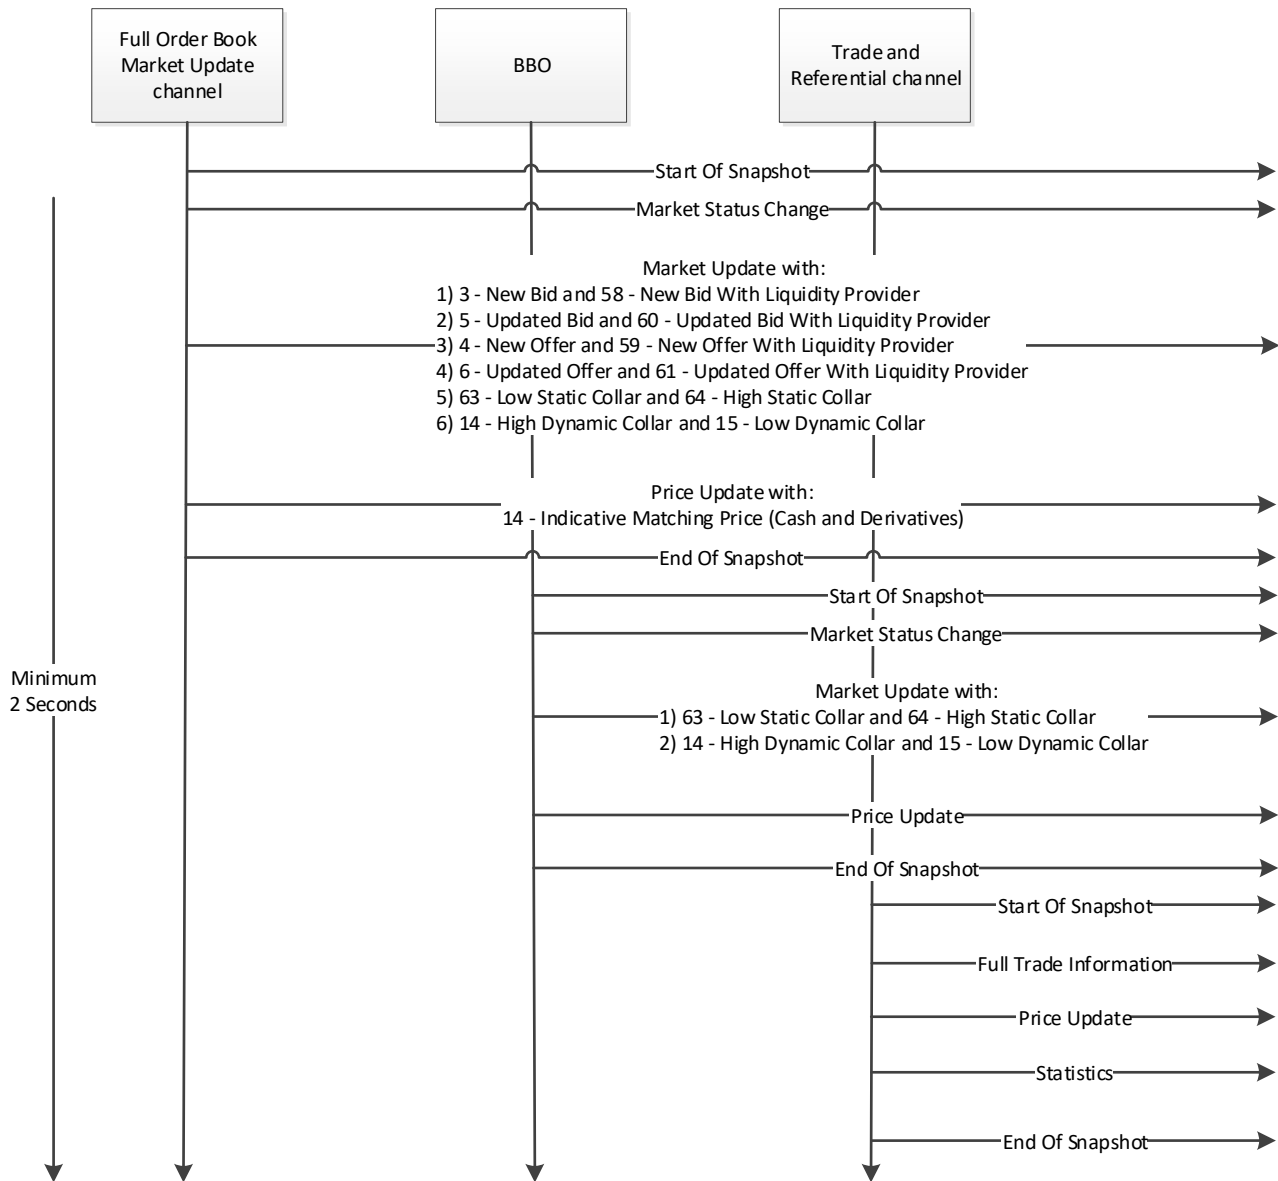 Full Order Book
Market Update
channel
BBO
Trade and
Referential channel
Start Of Snapshot
Market Status Change
Market Update with:
1) 3 - New Bid and 58 - New Bid With Liquidity Provider
2) 5 - Updated Bid and 60 - Updated Bid With Liquidity Provider
3) 4 - New Offer and 59 - New Offer With Liquidity Provider
4) 6 - Updated Offer and 61 - Updated Offer With Liquidity Provider
5) 63 - Low Static Collar and 64 - High Static Collar
6) 14 - High Dynamic Collar and 15 - Low Dynamic Collar
Price Update with:
14 - Indicative Matching Price (Cash and Derivatives)
End Of Snapshot
Start Of Snapshot
Market Status Change
Minimum
2 Seconds
Market Update with:
1) 63 - Low Static Collar and 64 - High Static Collar
2) 14 - High Dynamic Collar and 15 - Low Dynamic Collar
Price Update
End Of Snapshot
Start Of Snapshot
Full Trade Information
Price Update
Statistics
End Of Snapshot